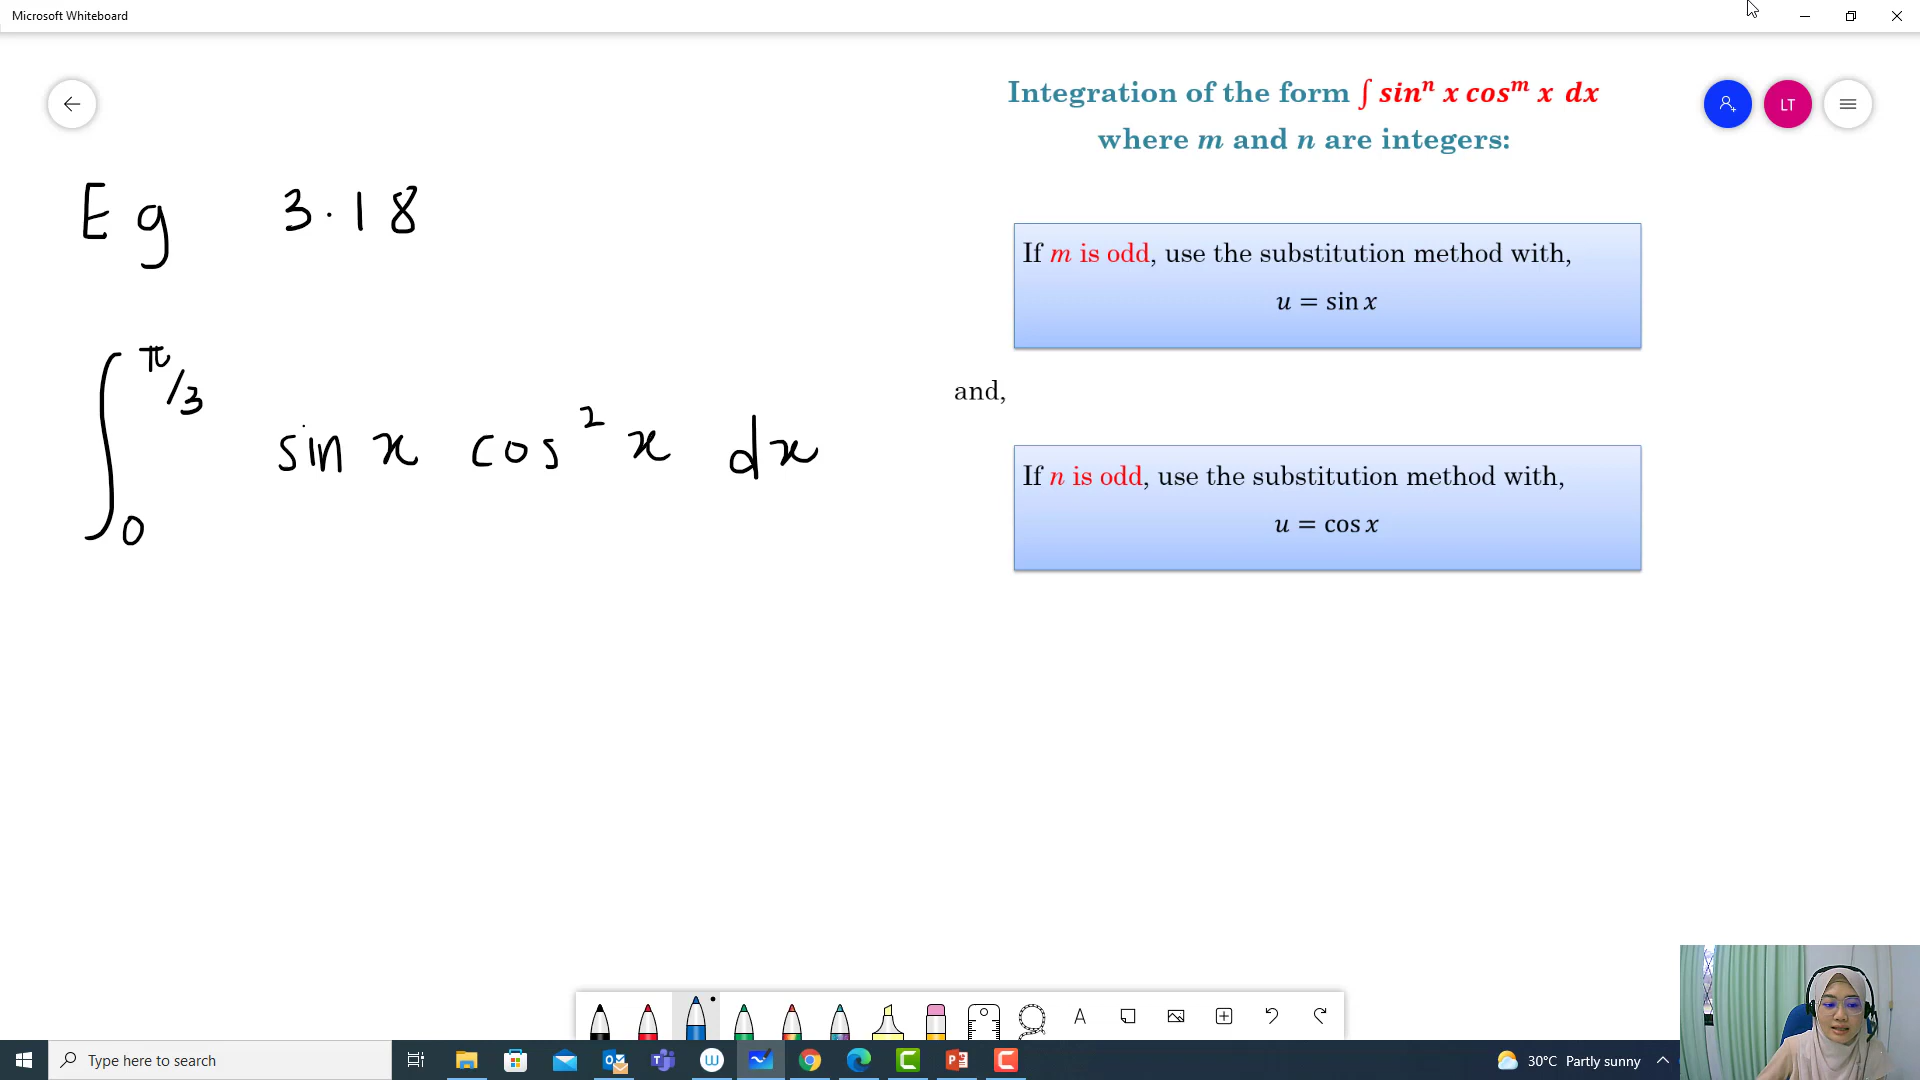 Microsoft Whiteboard
Integration of the form ∫ sinⁿ x cosᵐ x dx
where m and n are integers:
LT
Eg 3.18
If m is odd, use the substitution method with,
u = sin x
∫₀^π/3 sin x cos² x dx
and,
If n is odd, use the substitution method with,
u = cos x
A
Type here to search
30°C Partly sunny